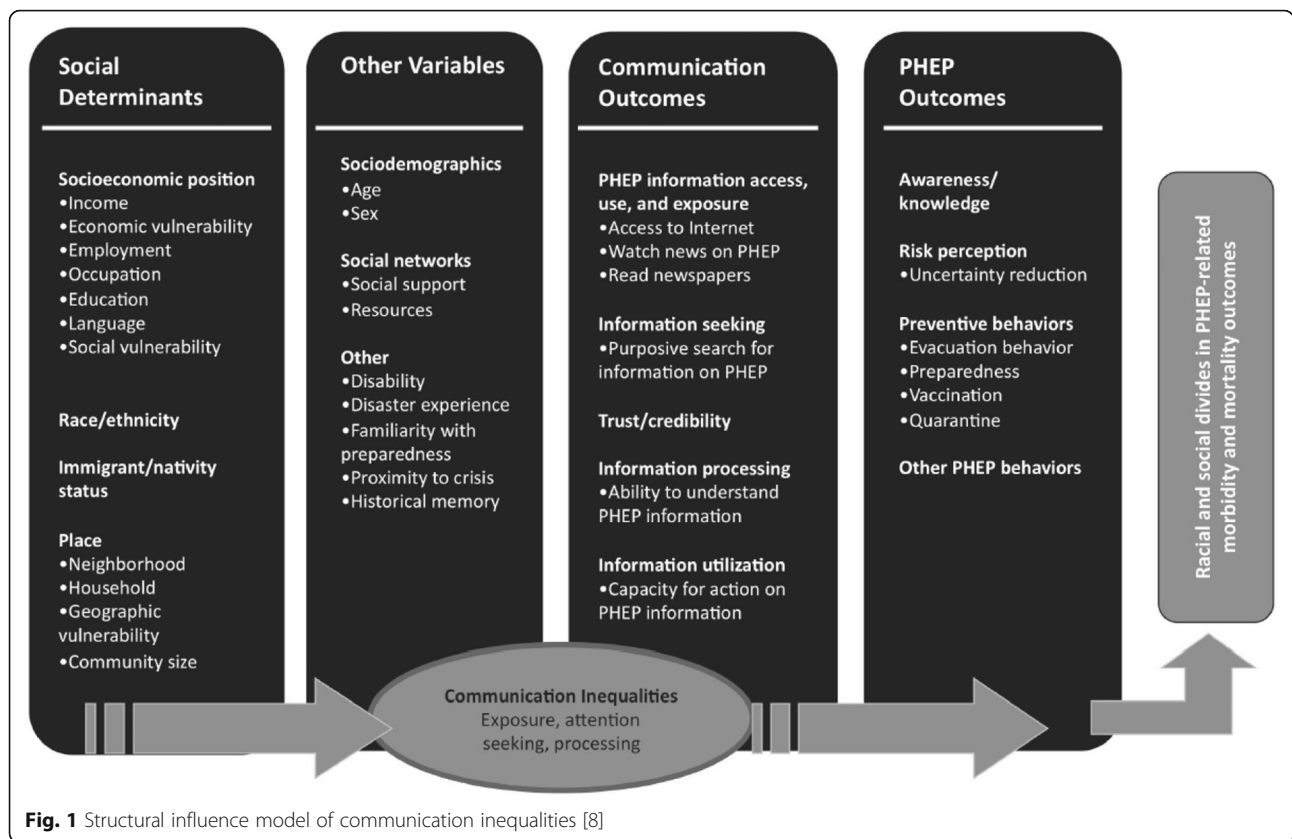 Social
Determinants
Socioeconomic position
•Income
•Economic vulnerability
•Employment
•Occupation
•Education
•Language
•Social vulnerability
Race/ethnicity
Immigrant/nativity
status
Place
•Neighborhood
•Household
•Geographic
vulnerability
•Community size
Other Variables
Sociodemographics
•Age
•Sex
Social networks
•Social support
•Resources
Other
•Disability
•Disaster experience
•Familiarity with
preparedness
•Proximity to crisis
•Historical memory
Communication
Outcomes
PHEP information access,
use, and exposure
•Access to Internet
•Watch news on PHEP
•Read newspapers
Information seeking
•Purposive search for
information on PHEP
Trust/credibility
Information processing
•Ability to understand
PHEP information
Information utilization
•Capacity for action on
PHEP information
PHEP
Outcomes
Awareness/
knowledge
Risk perception
•Uncertainty reduction
Preventive behaviors
•Evacuation behavior
•Preparedness
•Vaccination
•Quarantine
Other PHEP behaviors
Racial and social divides in PHEP-related
morbidity and mortality outcomes
Communication Inequalities
Exposure, attention
seeking, processing
Fig. 1 Structural influence model of communication inequalities [8]